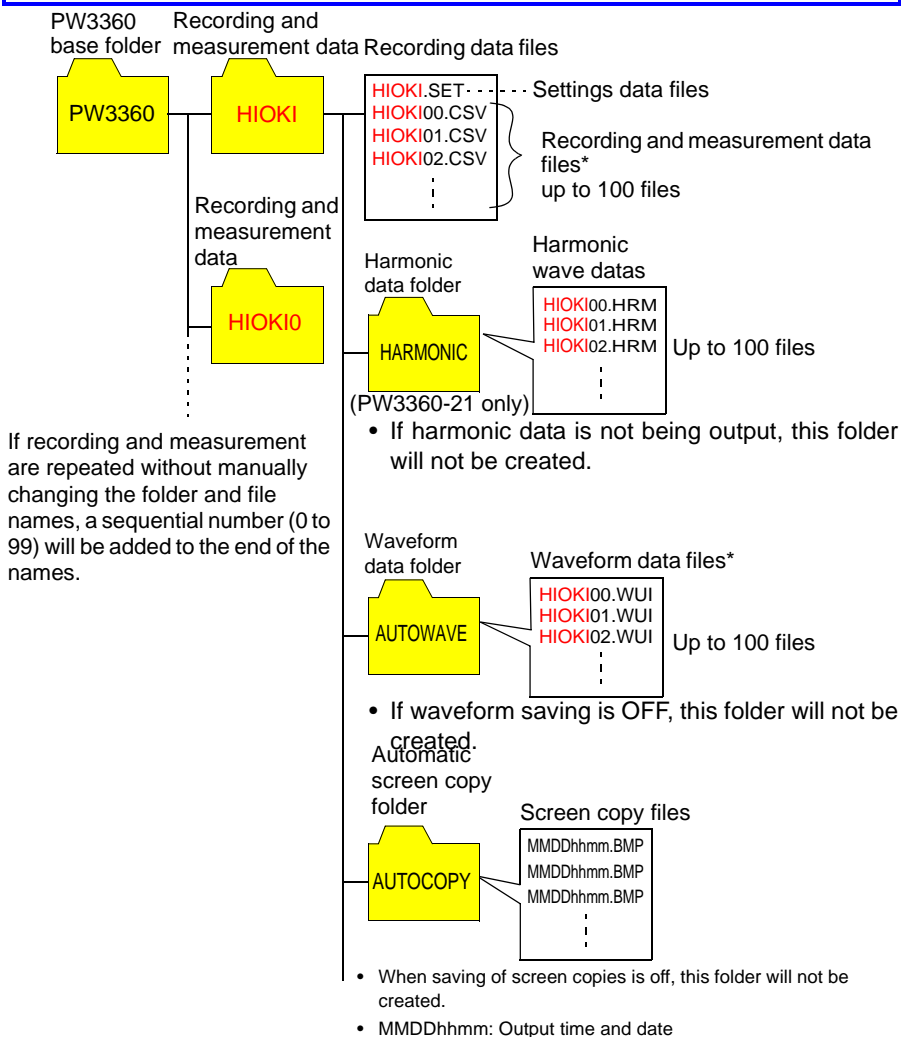 PW3360
base folder
Recording and
measurement data
Recording data files
PW3360
HIOKI
HIOKI.SET
HIOKI00.CSV
HIOKI01.CSV
HIOKI02.CSV
Settings data files
Recording and measurement data
files*
up to 100 files
Recording and
measurement
data
HIOKI0
If recording and measurement
are repeated without manually
changing the folder and file
names, a sequential number (0 to
99) will be added to the end of the
names.
Harmonic
data folder
HARMONIC
(PW3360-21 only)
Harmonic
wave datas
HIOKI00.HRM
HIOKI01.HRM
HIOKI02.HRM
Up to 100 files
• If harmonic data is not being output, this folder
will not be created.
Waveform
data folder
AUTOWAVE
Waveform data files*
HIOKI00.WUI
HIOKI01.WUI
HIOKI02.WUI
Up to 100 files
• If waveform saving is OFF, this folder will not be
created.
Automatic
screen copy
folder
AUTOCOPY
Screen copy files
MMDDhhmm.BMP
MMDDhhmm.BMP
MMDDhhmm.BMP
• When saving of screen copies is off, this folder will not be
created.
• MMDDhhmm: Output time and date